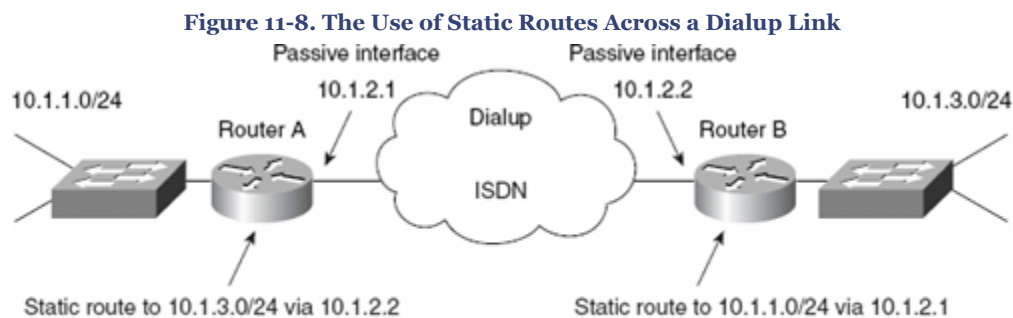 Figure 11-8. The Use of Static Routes Across a Dialup Link
Passive interface
10.1.2.1
Passive interface
10.1.2.2
10.1.1.0/24
Router A
Dialup
ISDN
Router B
10.1.3.0/24
Static route to 10.1.3.0/24 via 10.1.2.2
Static route to 10.1.1.0/24 via 10.1.2.1